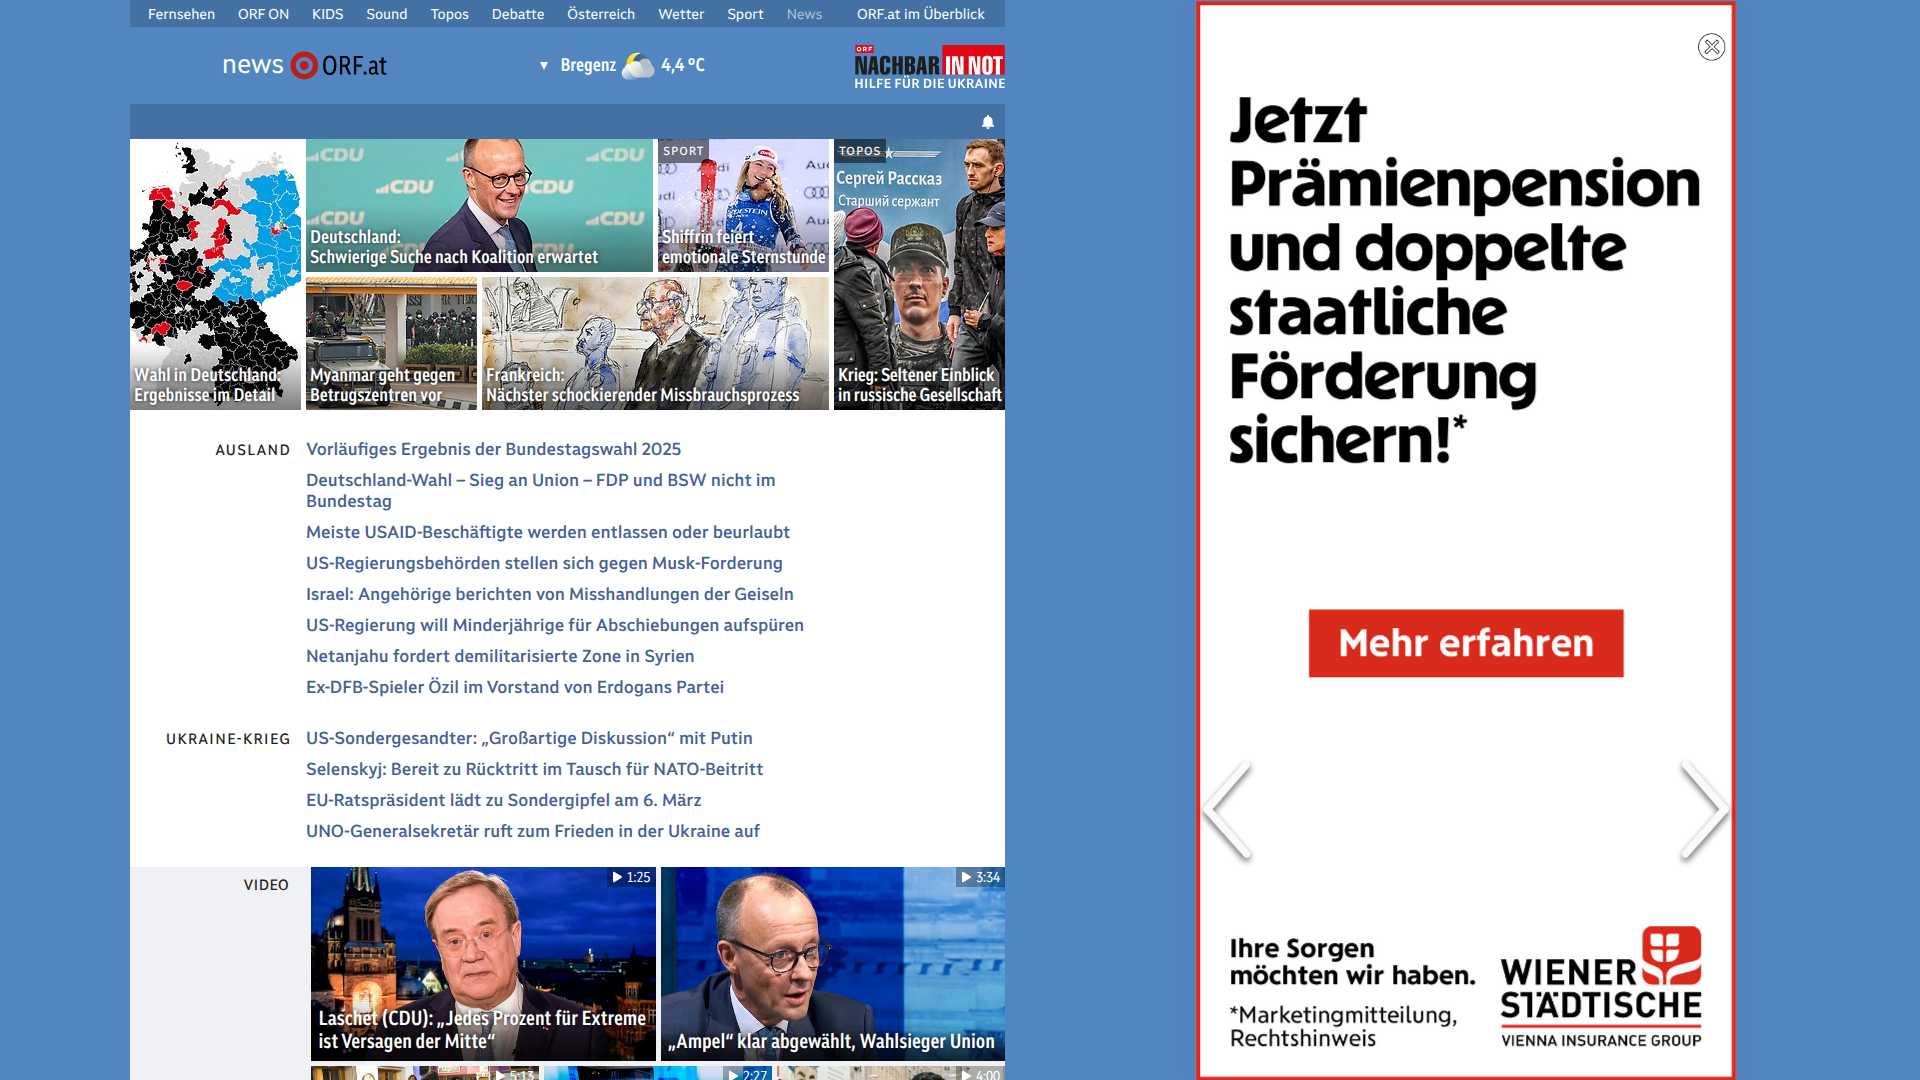 Fernsehen ORF ON KIDS Sound Topos Debatte Österreich Wetter Sport News ORF.at im Überblick
news ORF.at
▼ Bregenz 4,4 °C
ORF
NACHBAR IN NOT
HILFE FÜR DIE UKRAINE
Wahl in Deutschland:
Ergebnisse im Detail
CDU
CDU
CDU
CDU
CDU
CDU
Deutschland:
Schwierige Suche nach Koalition erwartet
SPORT
Audi
Shiffrin feiert
emotionale Sternstunde
TOPOS
Сергей Рассказ
Старший сержант
Krieg: Seltener Einblick
in russische Gesellschaft
Myanmar geht gegen
Betrugszentren vor
Frankreich:
Nächster schockierender Missbrauchsprozess
AUSLAND
Vorläufiges Ergebnis der Bundestagswahl 2025
Deutschland-Wahl – Sieg an Union – FDP und BSW nicht im
Bundestag
Meiste USAID-Beschäftigte werden entlassen oder beurlaubt
US-Regierungsbehörden stellen sich gegen Musk-Forderung
Israel: Angehörige berichten von Misshandlungen der Geiseln
US-Regierung will Minderjährige für Abschiebungen aufspüren
Netanjahu fordert demilitarisierte Zone in Syrien
Ex-DFB-Spieler Özil im Vorstand von Erdogans Partei
UKRAINE-KRIEG
US-Sondergesandter: „Großartige Diskussion“ mit Putin
Selenskyj: Bereit zu Rücktritt im Tausch für NATO-Beitritt
EU-Ratspräsident lädt zu Sondergipfel am 6. März
UNO-Generalsekretär ruft zum Frieden in der Ukraine auf
VIDEO
1:25
Laschet (CDU): „Jedes Prozent für Extreme
ist Versagen der Mitte“
3:34
„Ampel“ klar abgewählt, Wahlsieger Union
5:13
2:27
4:00
Jetzt
Prämienpension
und doppelte
staatliche
Förderung
sichern!*
Mehr erfahren
Ihre Sorgen
möchten wir haben.
*Marketingmitteilung,
Rechtshinweis
WIENER
STÄDTISCHE
VIENNA INSURANCE GROUP